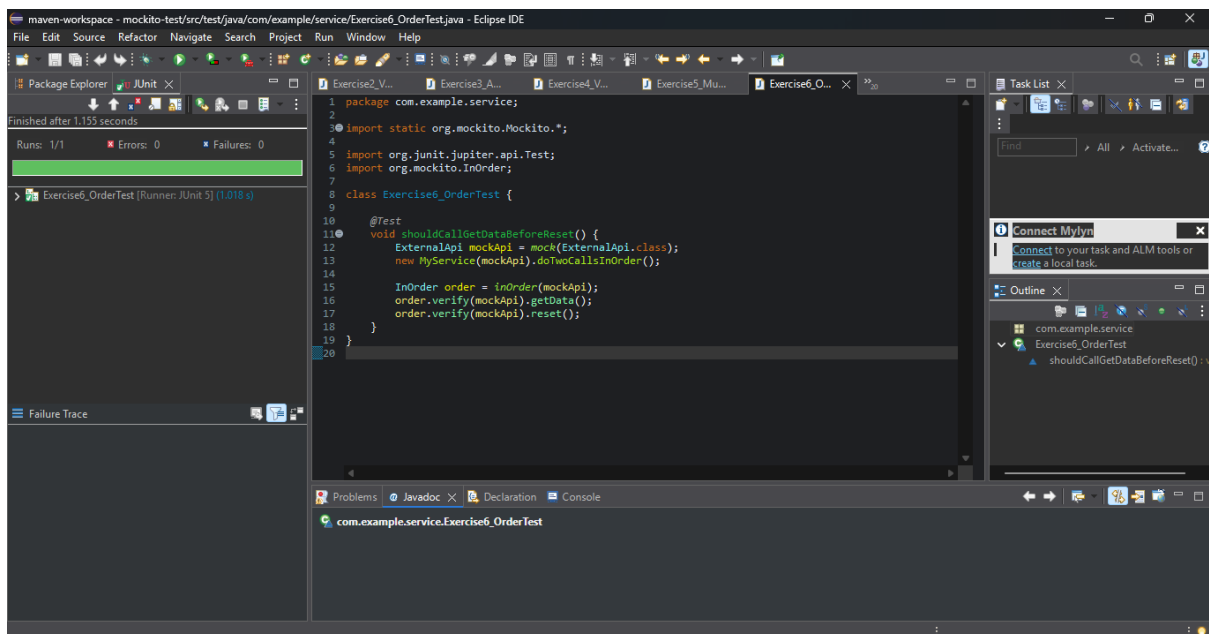 maven-workspace - mockito-test/src/test/java/com/example/service/Exercise6_OrderTest.java - Eclipse IDE
File Edit Source Refactor Navigate Search Project Run Window Help
Package Explorer JUnit
Finished after 1.155 seconds
Runs: 1/1 Errors: 0 Failures: 0
Exercise6_OrderTest [Runner: JUnit 5] (1.018 s)
Failure Trace
Exercise2_V... Exercise3_A... Exercise4_V... Exercise5_Mu... Exercise6_O... 20
1 package com.example.service;
2
3 import static org.mockito.Mockito.*;
4
5 import org.junit.jupiter.api.Test;
6 import org.mockito.InOrder;
7
8 class Exercise6_OrderTest {
9
10 @Test
11 void shouldCallGetDataBeforeReset() {
12 ExternalApi mockApi = mock(ExternalApi.class);
13 new MyService(mockApi).doTwoCallsInOrder();
14
15 InOrder order = inOrder(mockApi);
16 order.verify(mockApi).getData();
17 order.verify(mockApi).reset();
18 }
19 }
20
Problems Javadoc Declaration Console
com.example.service.Exercise6_OrderTest
Task List
Find All Activate...
Connect Mylyn
Connect to your task and ALM tools or
create a local task.
Outline
com.example.service
Exercise6_OrderTest
shouldCallGetDataBeforeReset() :